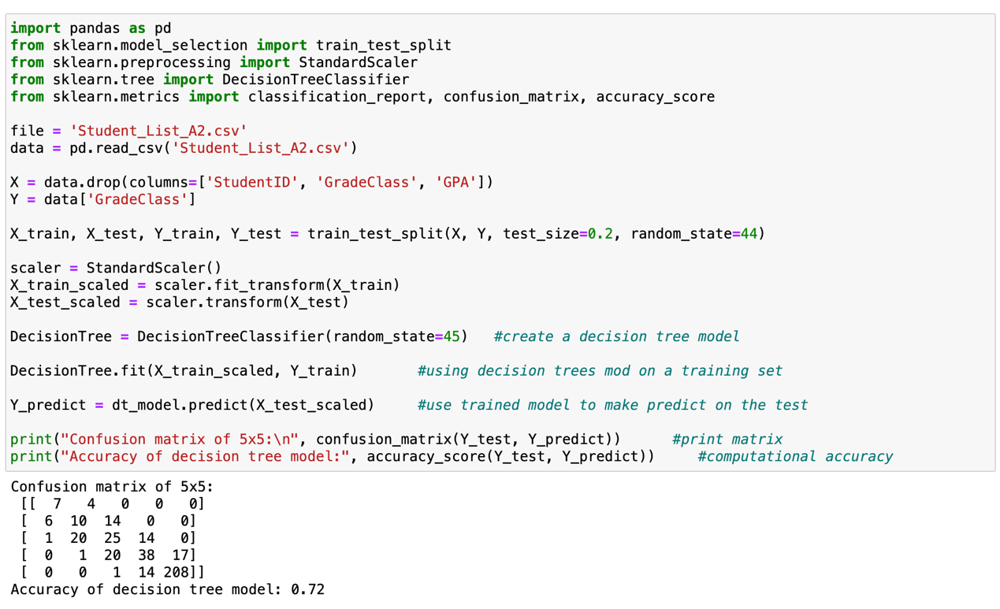 import pandas as pd
from sklearn.model_selection import train_test_split
from sklearn.preprocessing import StandardScaler
from sklearn.tree import DecisionTreeClassifier
from sklearn.metrics import classification_report, confusion_matrix, accuracy_score
file = 'Student_List_A2.csv'
data = pd.read_csv('Student_List_A2.csv')
X = data.drop(columns=['StudentID', 'GradeClass', 'GPA'])
Y = data['GradeClass']
X_train, X_test, Y_train, Y_test = train_test_split(X, Y, test_size=0.2, random_state=44)
scaler = StandardScaler()
X_train_scaled = scaler.fit_transform(X_train)
X_test_scaled = scaler.transform(X_test)
DecisionTree = DecisionTreeClassifier(random_state=45)   #create a decision tree model
DecisionTree.fit(X_train_scaled, Y_train)       #using decision trees mod on a training set
Y_predict = dt_model.predict(X_test_scaled)     #use trained model to make predict on the test
print("Confusion matrix of 5x5:\n", confusion_matrix(Y_test, Y_predict))      #print matrix
print("Accuracy of decision tree model:", accuracy_score(Y_test, Y_predict))     #computational accuracy
Confusion matrix of 5x5:
[[  7   4   0   0   0]
[  6  10  14   0   0]
[  1  20  25  14   0]
[  0   1  20  38  17]
[  0   0   1  14 208]]
Accuracy of decision tree model: 0.72